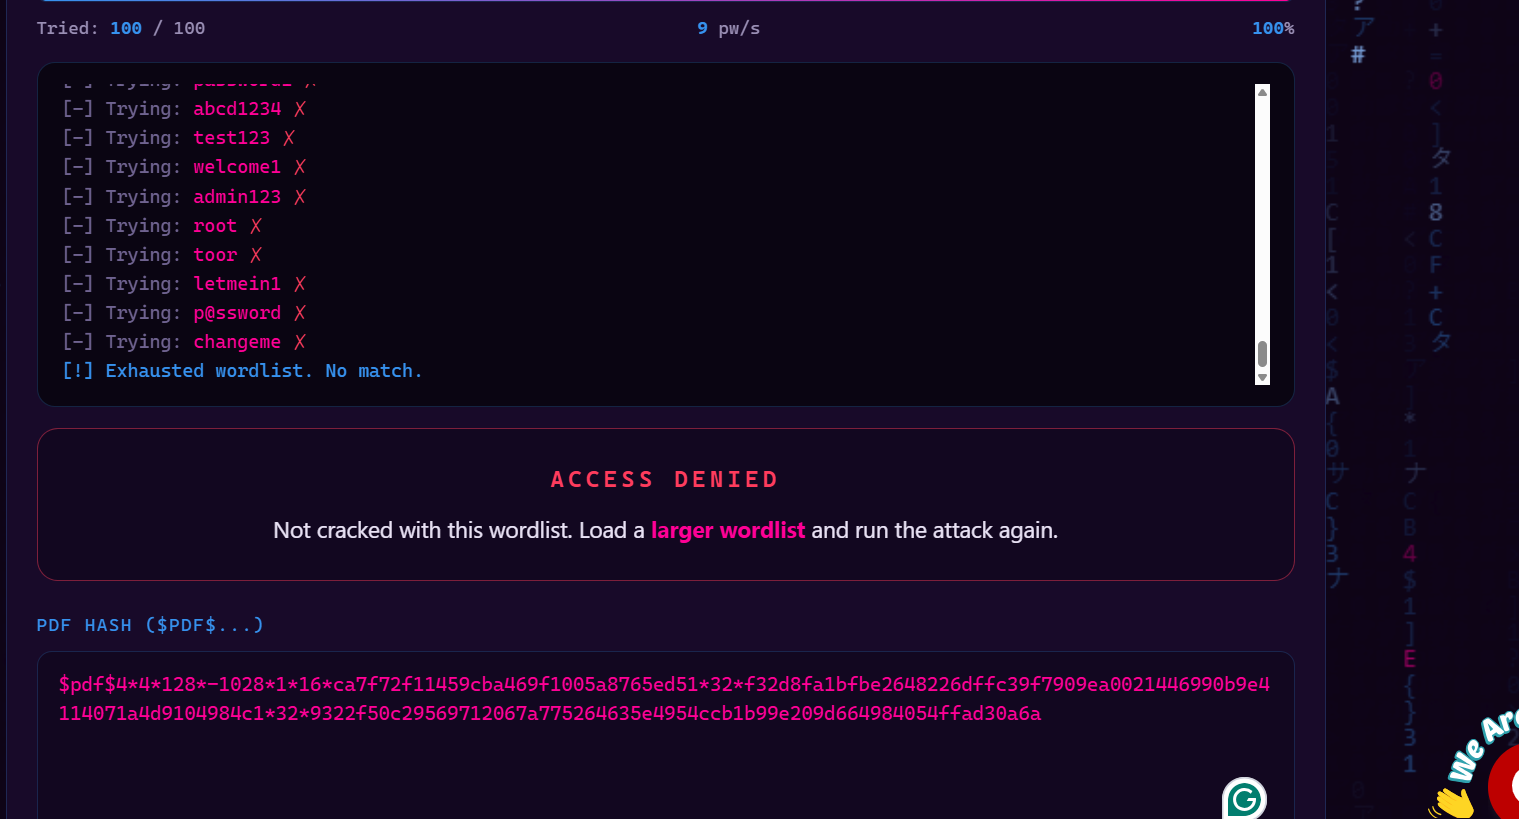 Tried: 100 / 100 9 pw/s 100%
[-] Trying: abcd1234 ✗
[-] Trying: test123 ✗
[-] Trying: welcome1 ✗
[-] Trying: admin123 ✗
[-] Trying: root ✗
[-] Trying: toor ✗
[-] Trying: letmein1 ✗
[-] Trying: p@ssword ✗
[-] Trying: changeme ✗
[!] Exhausted wordlist. No match.
ACCESS DENIED
Not cracked with this wordlist. Load a larger wordlist and run the attack again.
PDF HASH ($PDF$...)
$pdf$4*4*128*-1028*1*16*ca7f72f11459cba469f1005a8765ed51*32*f32d8fa1bfbe2648226dffc39f7909ea0021446990b9e4
114071a4d9104984c1*32*9322f50c29569712067a775264635e4954ccb1b99e209d664984054ffad30a6a
We Are